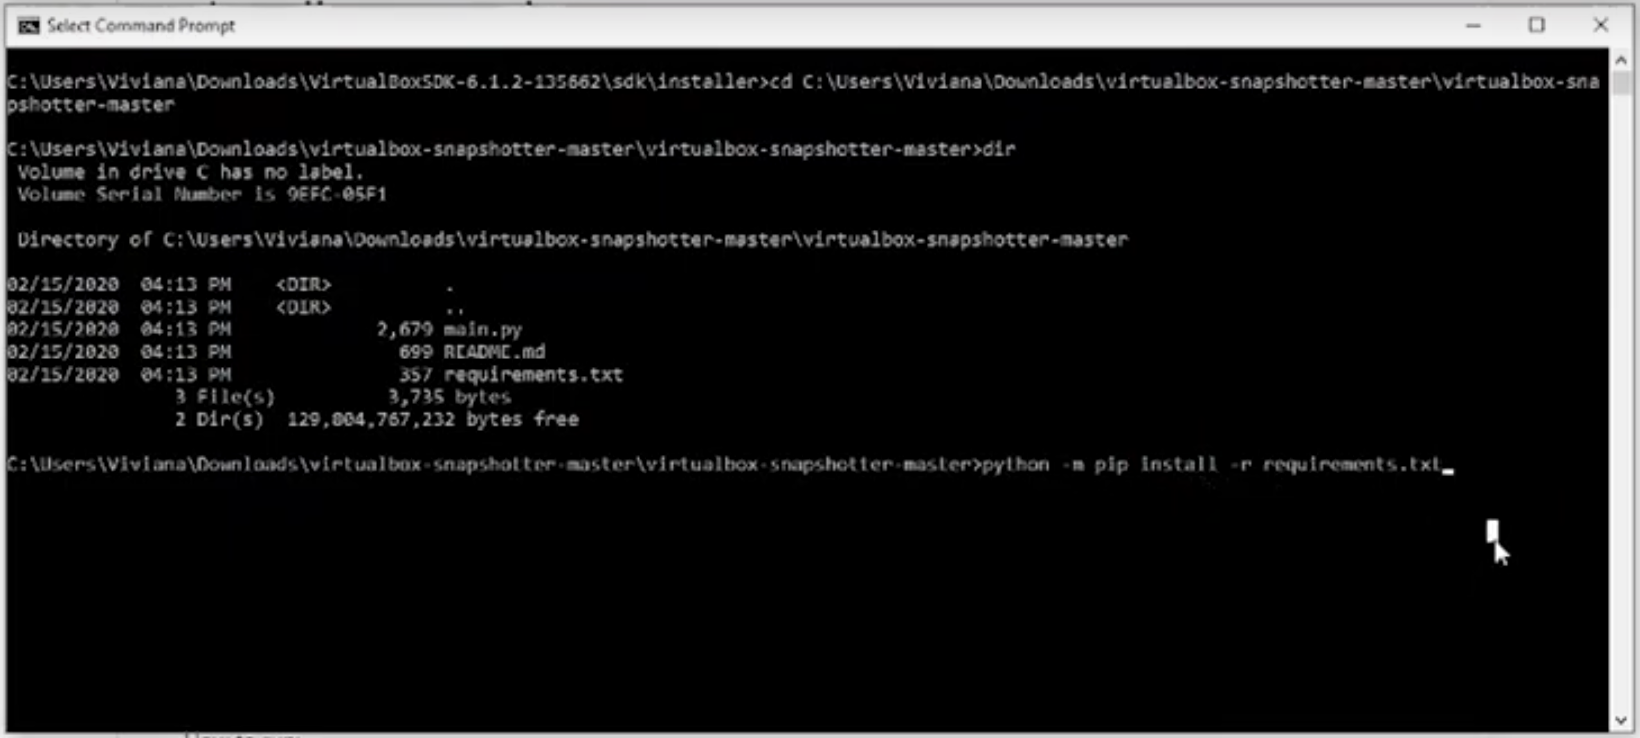 Select Command Prompt
C:\Users\Viviana\Downloads\VirtualBoxSDK-6.1.2-135662\sdk\installer>cd C:\Users\Viviana\Downloads\virtualbox-snapshotter-master\virtualbox-sna
pshotter-master
C:\Users\Viviana\Downloads\virtualbox-snapshotter-master\virtualbox-snapshotter-master>dir
Volume in drive C has no label.
Volume Serial Number is 9EFC-05F1
Directory of C:\Users\Viviana\Downloads\virtualbox-snapshotter-master\virtualbox-snapshotter-master
02/15/2020 04:13 PM <DIR> .
02/15/2020 04:13 PM <DIR> ..
02/15/2020 04:13 PM 2,679 main.py
02/15/2020 04:13 PM 699 README.md
02/15/2020 04:13 PM 357 requirements.txt
3 File(s) 3,735 bytes
2 Dir(s) 129,804,767,232 bytes free
C:\Users\Viviana\Downloads\virtualbox-snapshotter-master\virtualbox-snapshotter-master>python -m pip install -r requirements.txt